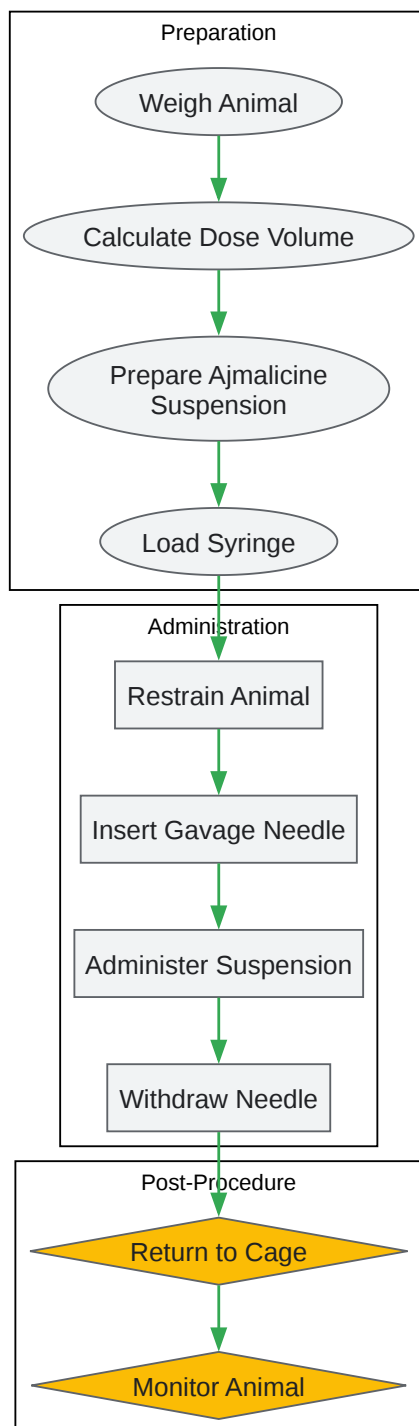 Preparation
Weigh Animal
Calculate Dose Volume
Prepare Ajmalicine
Suspension
Load Syringe
Administration
Restrain Animal
Insert Gavage Needle
Administer Suspension
Withdraw Needle
Post-Procedure
Return to Cage
Monitor Animal